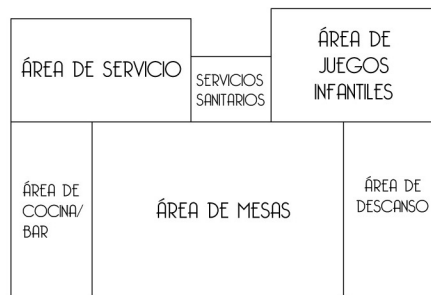 ÁREA DE SERVICIO
SERVICIOS
SANITARIOS
ÁREA DE
JUEGOS
INFANTILES
ÁREA DE
COCINA/
BAR
ÁREA DE MESAS
ÁREA DE
DESCANSO